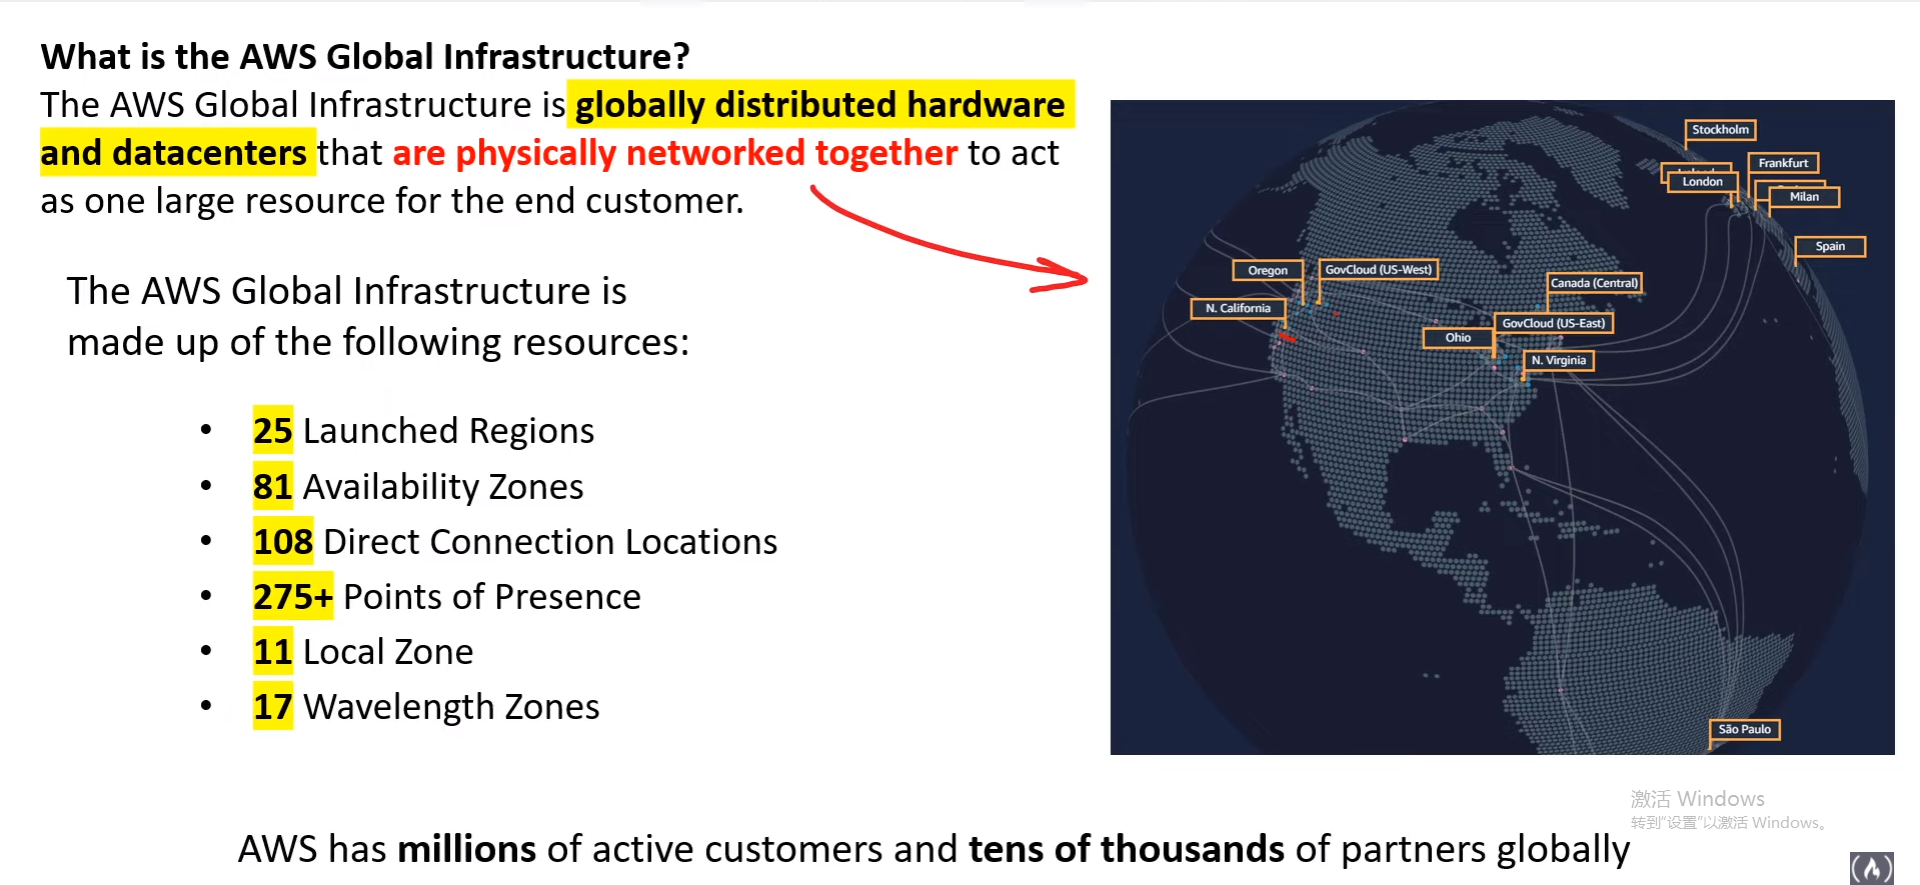 What is the AWS Global Infrastructure?
The AWS Global Infrastructure is globally distributed hardware
and datacenters that are physically networked together to act
as one large resource for the end customer.
The AWS Global Infrastructure is
made up of the following resources:
• 25 Launched Regions
• 81 Availability Zones
• 108 Direct Connection Locations
• 275+ Points of Presence
• 11 Local Zone
• 17 Wavelength Zones
Stockholm
Frankfurt
London
Milan
Spain
Oregon
GovCloud (US-West)
Canada (Central)
N. California
GovCloud (US-East)
Ohio
N. Virginia
São Paulo
激活 Windows
转到"设置"以激活 Windows。
AWS has millions of active customers and tens of thousands of partners globally